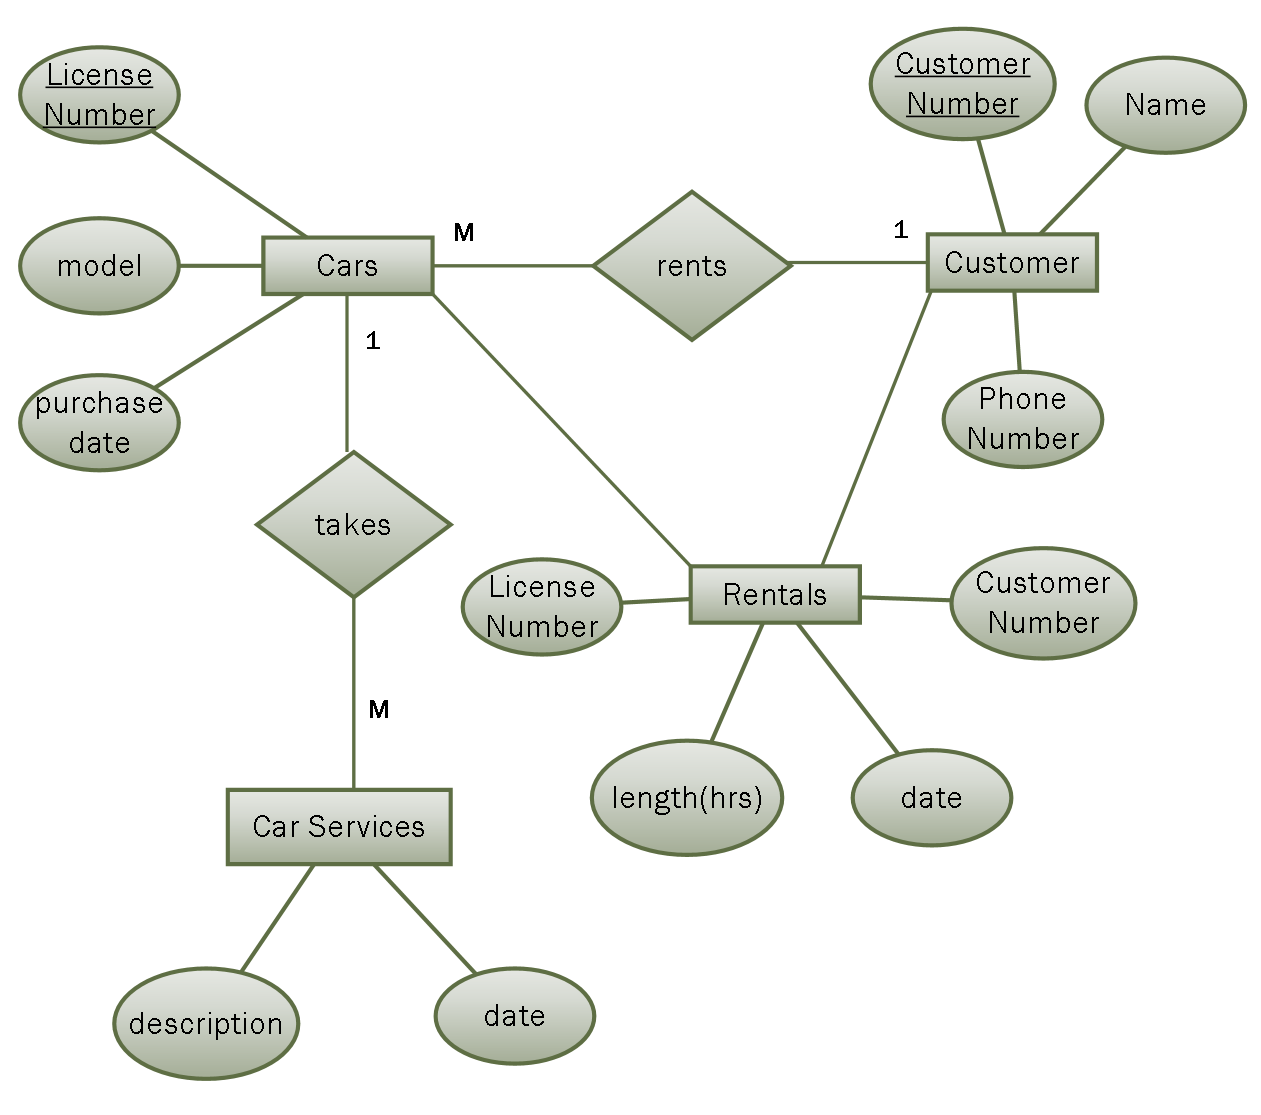 License
Number
Customer
Number
Name
model
Cars
M
rents
1
Customer
1
purchase
date
Phone
Number
takes
License
Number
Rentals
Customer
Number
M
length(hrs)
date
Car Services
description
date